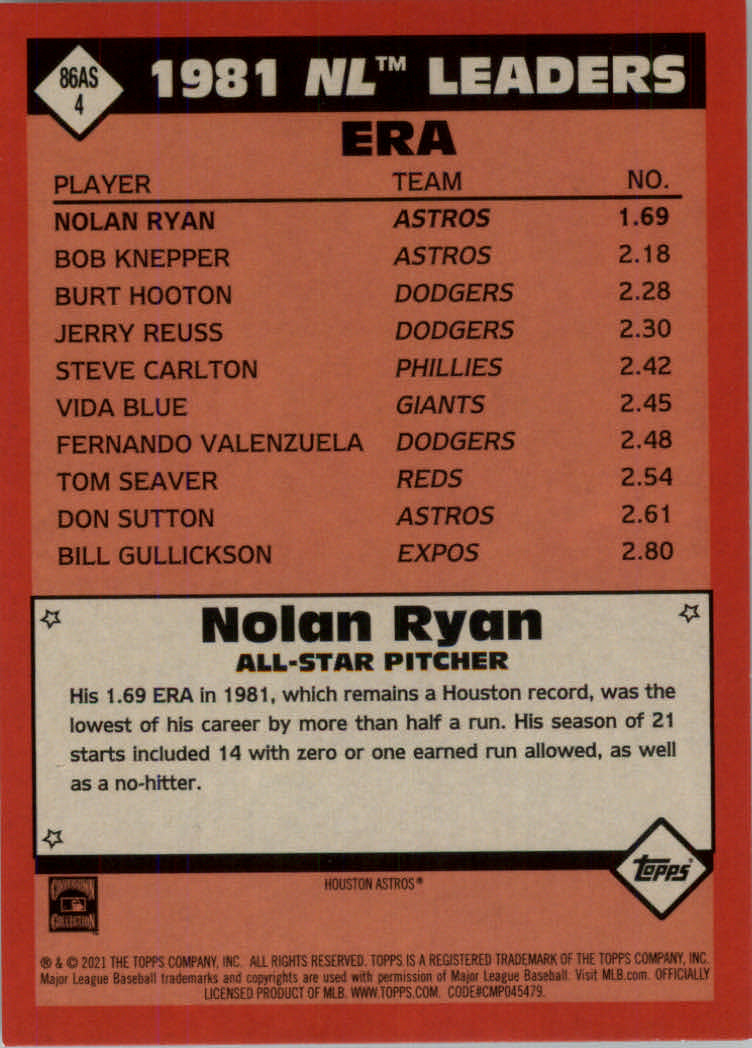 86AS
4
1981 NL™ LEADERS
ERA
PLAYER TEAM NO.
NOLAN RYAN ASTROS 1.69
BOB KNEPPER ASTROS 2.18
BURT HOOTON DODGERS 2.28
JERRY REUSS DODGERS 2.30
STEVE CARLTON PHILLIES 2.42
VIDA BLUE GIANTS 2.45
FERNANDO VALENZUELA DODGERS 2.48
TOM SEAVER REDS 2.54
DON SUTTON ASTROS 2.61
BILL GULLICKSON EXPOS 2.80
Nolan Ryan
ALL-STAR PITCHER
His 1.69 ERA in 1981, which remains a Houston record, was the
lowest of his career by more than half a run. His season of 21
starts included 14 with zero or one earned run allowed, as well
as a no-hitter.
TOPPS®
COOPERSTOWN
COLLECTION
HOUSTON ASTROS®
® & © 2021 THE TOPPS COMPANY, INC. ALL RIGHTS RESERVED. TOPPS IS A REGISTERED TRADEMARK OF THE TOPPS COMPANY, INC.
Major League Baseball trademarks and copyrights are used with permission of Major League Baseball. Visit MLB.com. OFFICIALLY
LICENSED PRODUCT OF MLB. WWW.TOPPS.COM. CODE#CMP045479.